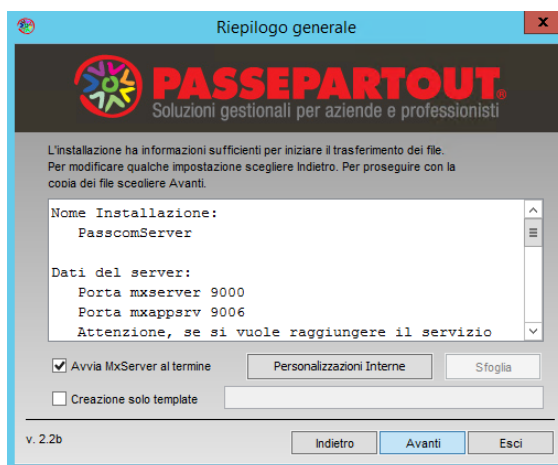 Riepilogo generale
x
PASSEPARTOUT®
Soluzioni gestionali per aziende e professionisti
L'installazione ha informazioni sufficienti per iniziare il trasferimento dei file.
Per modificare qualche impostazione scegliere Indietro. Per proseguire con la
copia dei file scegliere Avanti.
Nome Installazione:
PasscomServer
Dati del server:
Porta mxserver 9000
Porta mxappsrv 9006
Attenzione, se si vuole raggiungere il servizio
Avvia MxServer al termine Personalizzazioni Interne Sfoglia
Creazione solo template
v. 2.2b Indietro Avanti Esci